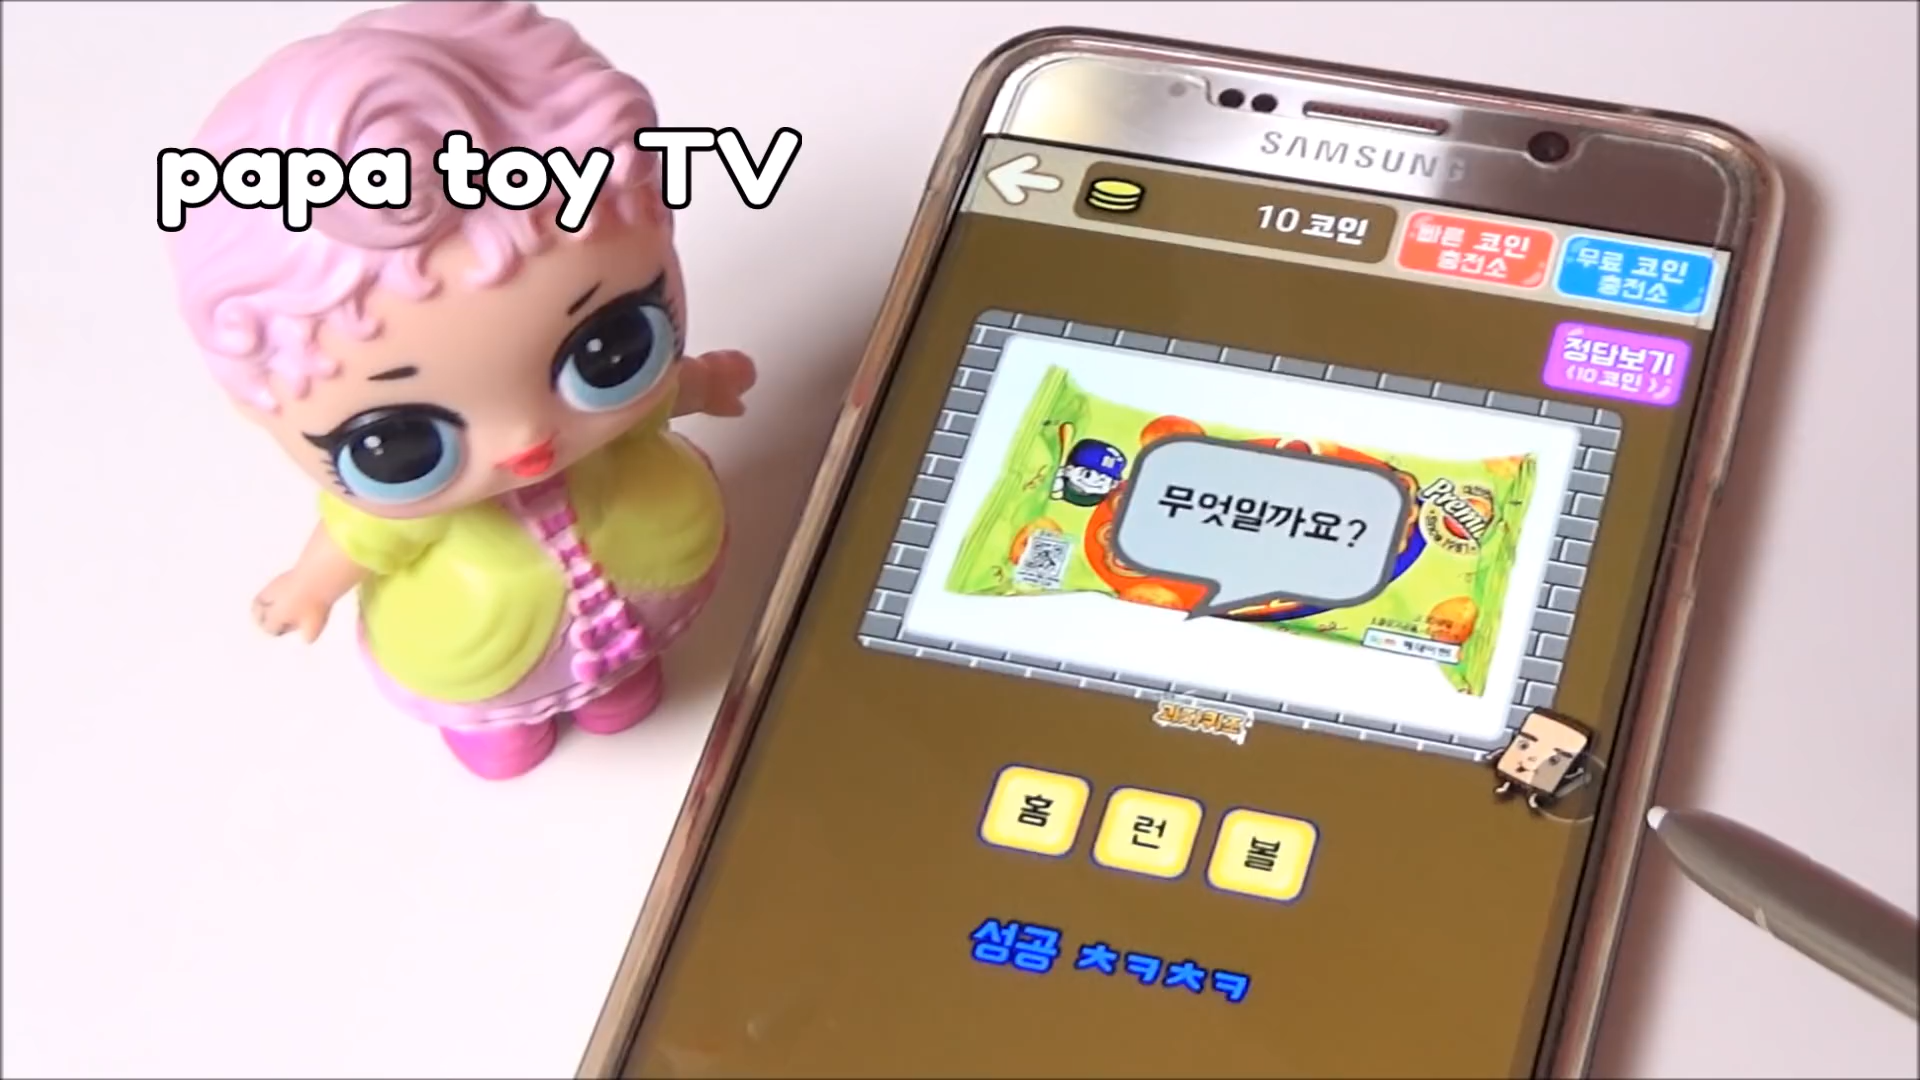 papa toy TV
SAMSUNG
10 코인
빠른 코인
충전소
무료 코인
충전소
정답보기
(10 코인)
Premi
SINCE 1981
무엇일까요?
과자퀴즈
홈 런 볼
성공 ㅊㅋㅊㅋ